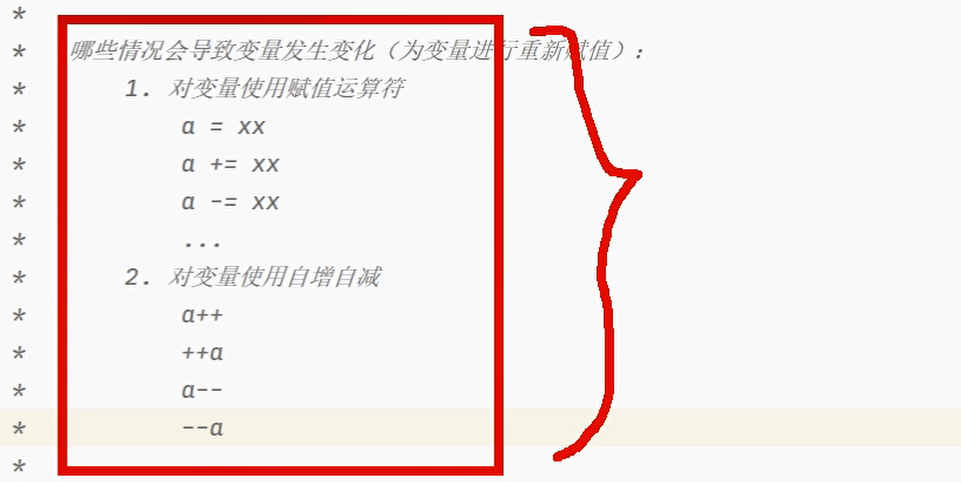 *
* 哪些情况会导致变量发生变化（为变量进行重新赋值）：
* 1. 对变量使用赋值运算符
* a = xx
* a += xx
* a -= xx
* ...
* 2. 对变量使用自增自减
* a++
* ++a
* a--
* --a
*